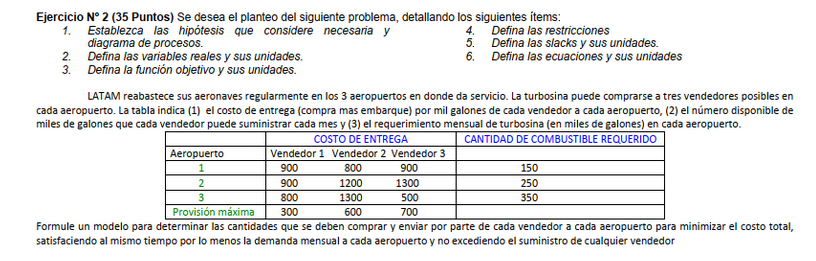 Ejercicio Nº 2 (35 Puntos) Se desea el planteo del siguiente problema, detallando los siguientes ítems:
1. Establezca las hipótesis que considere necesaria y
diagrama de procesos.
2. Defina las variables reales y sus unidades.
3. Defina la función objetivo y sus unidades.
4. Defina las restricciones
5. Defina las slacks y sus unidades.
6. Defina las ecuaciones y sus unidades
LATAM reabastece sus aeronaves regularmente en los 3 aeropuertos en donde da servicio. La turbosina puede comprarse a tres vendedores posibles en
cada aeropuerto. La tabla indica (1) el costo de entrega (compra mas embarque) por mil galones de cada vendedor a cada aeropuerto, (2) el número disponible de
miles de galones que cada vendedor puede suministrar cada mes y (3) el requerimiento mensual de turbosina (en miles de galones) en cada aeropuerto.
COSTO DE ENTREGA CANTIDAD DE COMBUSTIBLE REQUERIDO
Aeropuerto Vendedor 1 Vendedor 2 Vendedor 3
1 900 800 900 150
2 900 1200 1300 250
3 800 1300 500 350
Provisión máxima 300 600 700
Formule un modelo para determinar las cantidades que se deben comprar y enviar por parte de cada vendedor a cada aeropuerto para minimizar el costo total,
satisfaciendo al mismo tiempo por lo menos la demanda mensual a cada aeropuerto y no excediendo el suministro de cualquier vendedor